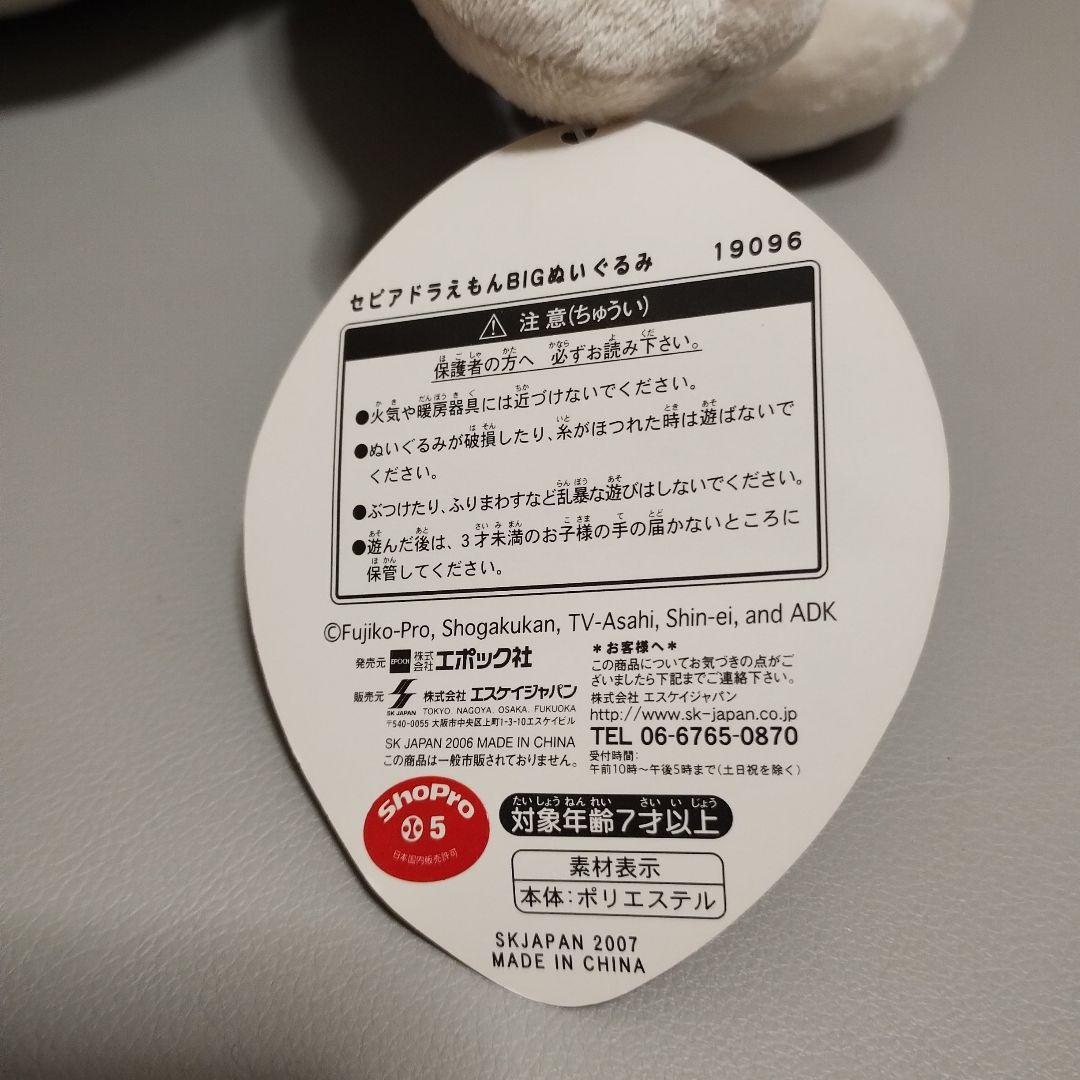 セピアドラえもんBIGぬいぐるみ 19096
⚠ 注意(ちゅうい)
保護者の方へ 必ずお読み下さい。
●火気や暖房器具には近づけないでください。
●ぬいぐるみが破損したり、糸がほつれた時は遊ばないで
ください。
●ぶつけたり、ふりまわすなど乱暴な遊びはしないでください。
●遊んだ後は、3才未満のお子様の手の届かないところに
保管してください。
©Fujiko-Pro, Shogakukan, TV-Asahi, Shin-ei, and ADK
発売元 EPOCH 株式会社エポック社
販売元 SK JAPAN 株式会社 エスケイジャパン
TOKYO. NAGOYA. OSAKA. FUKUOKA
〒540-0055 大阪市中央区上町1-3-10エスケイビル
SK JAPAN 2006 MADE IN CHINA
この商品は一般市販されておりません。
*お客様へ*
この商品についてお気づきの点がご
ざいましたら下記までご連絡下さい。
株式会社 エスケイジャパン
http://www.sk-japan.co.jp
TEL 06-6765-0870
受付時間:
午前10時~午後5時まで(土日祝を除く)
ShoPro
5
日本国内販売許可
対象年齢7才以上
素材表示
本体:ポリエステル
SKJAPAN 2007
MADE IN CHINA